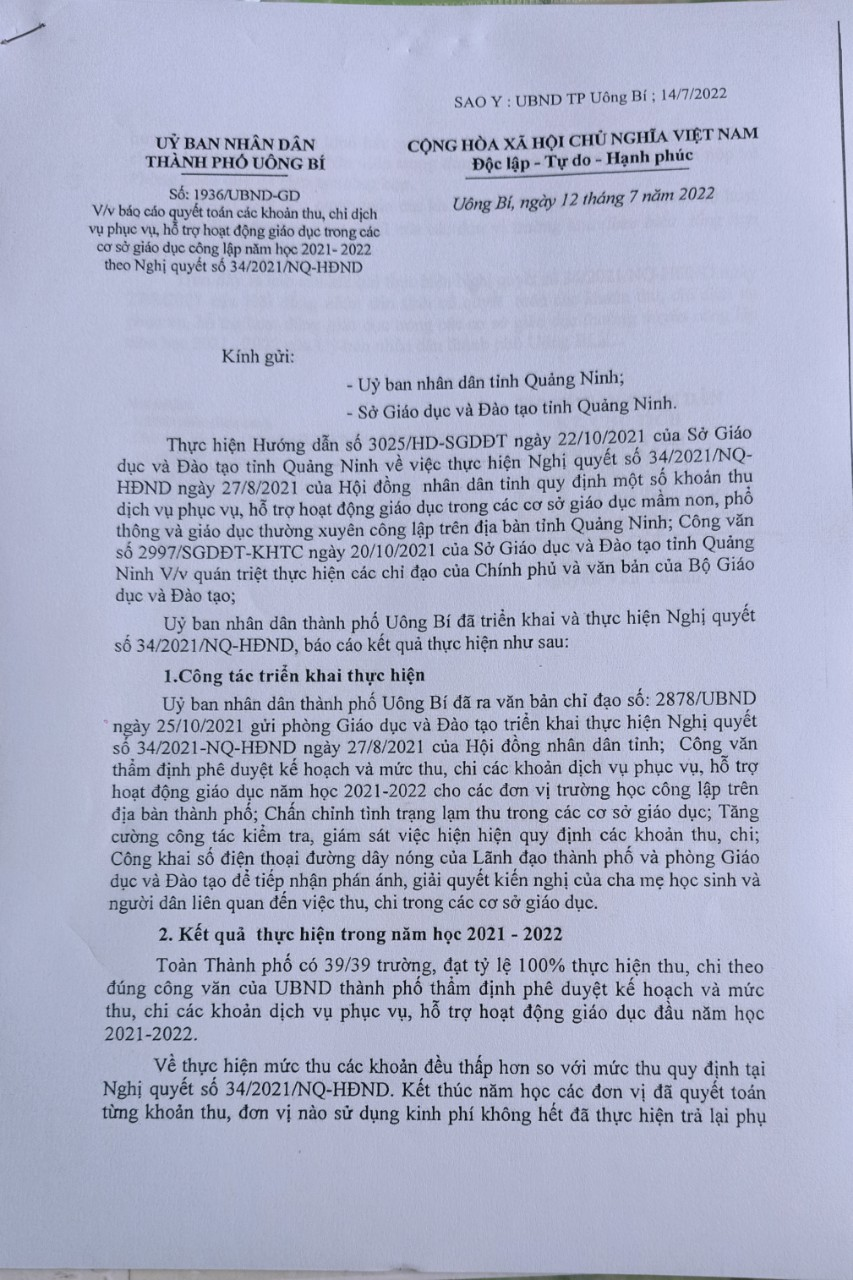 SAO Y : UBND TP Uông Bí ; 14/7/2022
UỶ BAN NHÂN DÂN
THÀNH PHỐ UÔNG BÍ
CỘNG HÒA XÃ HỘI CHỦ NGHĨA VIỆT NAM
Độc lập - Tự do - Hạnh phúc
Số: 1936/UBND-GD
V/v báo cáo quyết toán các khoản thu, chi dịch
vụ phục vụ, hỗ trợ hoạt động giáo dục trong các
cơ sở giáo dục công lập năm học 2021- 2022
theo Nghị quyết số 34/2021/NQ-HĐND
Uông Bí, ngày 12 tháng 7 năm 2022
Kính gửi:
- Uỷ ban nhân dân tỉnh Quảng Ninh;
- Sở Giáo dục và Đào tạo tỉnh Quảng Ninh.
Thực hiện Hướng dẫn số 3025/HD-SGDĐT ngày 22/10/2021 của Sở Giáo
dục và Đào tạo tỉnh Quảng Ninh về việc thực hiện Nghị quyết số 34/2021/NQ-
HĐND ngày 27/8/2021 của Hội đồng nhân dân tỉnh quy định một số khoản thu
dịch vụ phục vụ, hỗ trợ hoạt động giáo dục trong các cơ sở giáo dục mầm non, phổ
thông và giáo dục thường xuyên công lập trên địa bàn tỉnh Quảng Ninh; Công văn
số 2997/SGDĐT-KHTC ngày 20/10/2021 của Sở Giáo dục và Đào tạo tỉnh Quảng
Ninh V/v quán triệt thực hiện các chỉ đạo của Chính phủ và văn bản của Bộ Giáo
dục và Đào tạo;
Uỷ ban nhân dân thành phố Uông Bí đã triển khai và thực hiện Nghị quyết
số 34/2021/NQ-HĐND, báo cáo kết quả thực hiện như sau:
1.Công tác triển khai thực hiện
Uỷ ban nhân dân thành phố Uông Bí đã ra văn bản chỉ đạo số: 2878/UBND
ngày 25/10/2021 gửi phòng Giáo dục và Đào tạo triển khai thực hiện Nghị quyết
số 34/2021-NQ-HĐND ngày 27/8/2021 của Hội đồng nhân dân tỉnh; Công văn
thẩm định phê duyệt kế hoạch và mức thu, chi các khoản dịch vụ phục vụ, hỗ trợ
hoạt động giáo dục năm học 2021-2022 cho các đơn vị trường học công lập trên
địa bàn thành phố; Chấn chỉnh tình trạng lạm thu trong các cơ sở giáo dục; Tăng
cường công tác kiểm tra, giám sát việc hiện hiện quy định các khoản thu, chi;
Công khai số điện thoại đường dây nóng của Lãnh đạo thành phố và phòng Giáo
dục và Đào tạo để tiếp nhận phán ánh, giải quyết kiến nghị của cha mẹ học sinh và
người dân liên quan đến việc thu, chi trong các cơ sở giáo dục.
2. Kết quả thực hiện trong năm học 2021 - 2022
Toàn Thành phố có 39/39 trường, đạt tỷ lệ 100% thực hiện thu, chi theo
đúng công văn của UBND thành phố thẩm định phê duyệt kế hoạch và mức
thu, chi các khoản dịch vụ phục vụ, hỗ trợ hoạt động giáo dục đầu năm học
2021-2022.
Về thực hiện mức thu các khoản đều thấp hơn so với mức thu quy định tại
Nghị quyết số 34/2021/NQ-HĐND. Kết thúc năm học các đơn vị đã quyết toán
từng khoản thu, đơn vị nào sử dụng kinh phí không hết đã thực hiện trả lại phụ